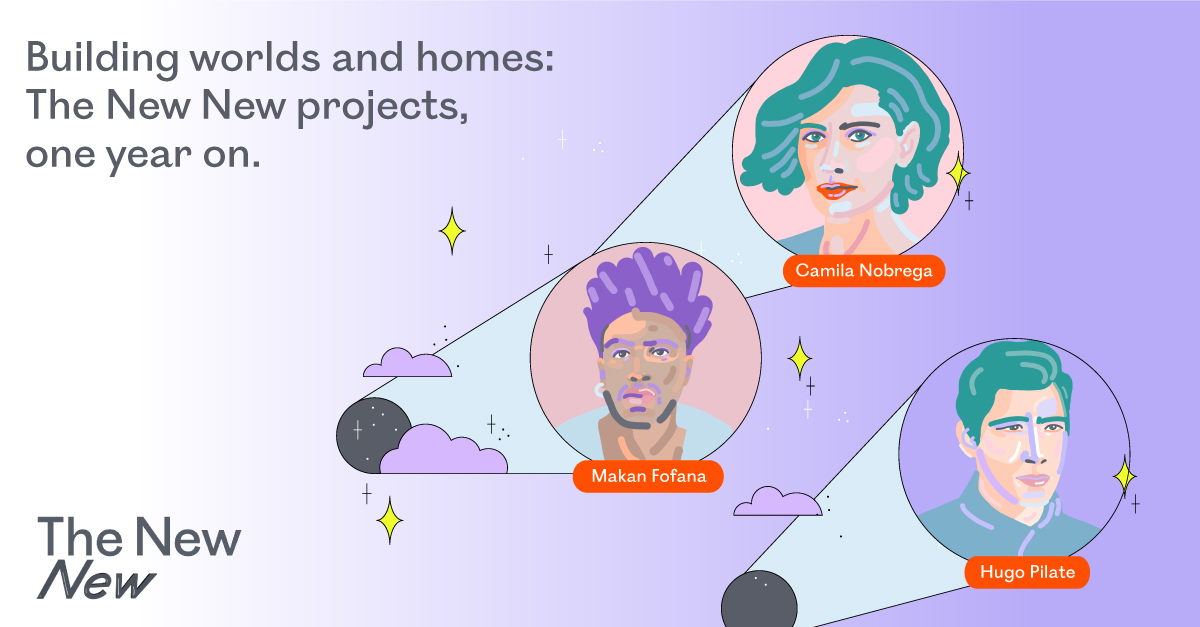 Building worlds and homes:
The New New projects,
one year on.
Camila Nobrega
Makan Fofana
Hugo Pilate
The New
New